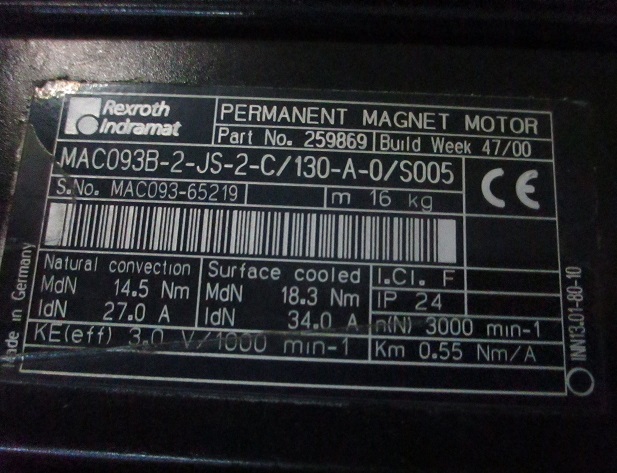 Rexroth
Indramat
PERMANENT MAGNET MOTOR
Part No. 259869 Build Week 47/00
MAC093B-2-JS-2-C/130-A-0/S005
CE
S.No. MAC093-65219 m 16 kg
Natural convection Surface cooled I.Cl. F
MdN 14.5 Nm MdN 18.3 Nm IP 24
IdN 27.0 A IdN 34.0 A n(N) 3000 min-1
KE(eff) 3.0 V/1000 min-1 Km 0.55 Nm/A
Made in Germany
INN13.01-80-10